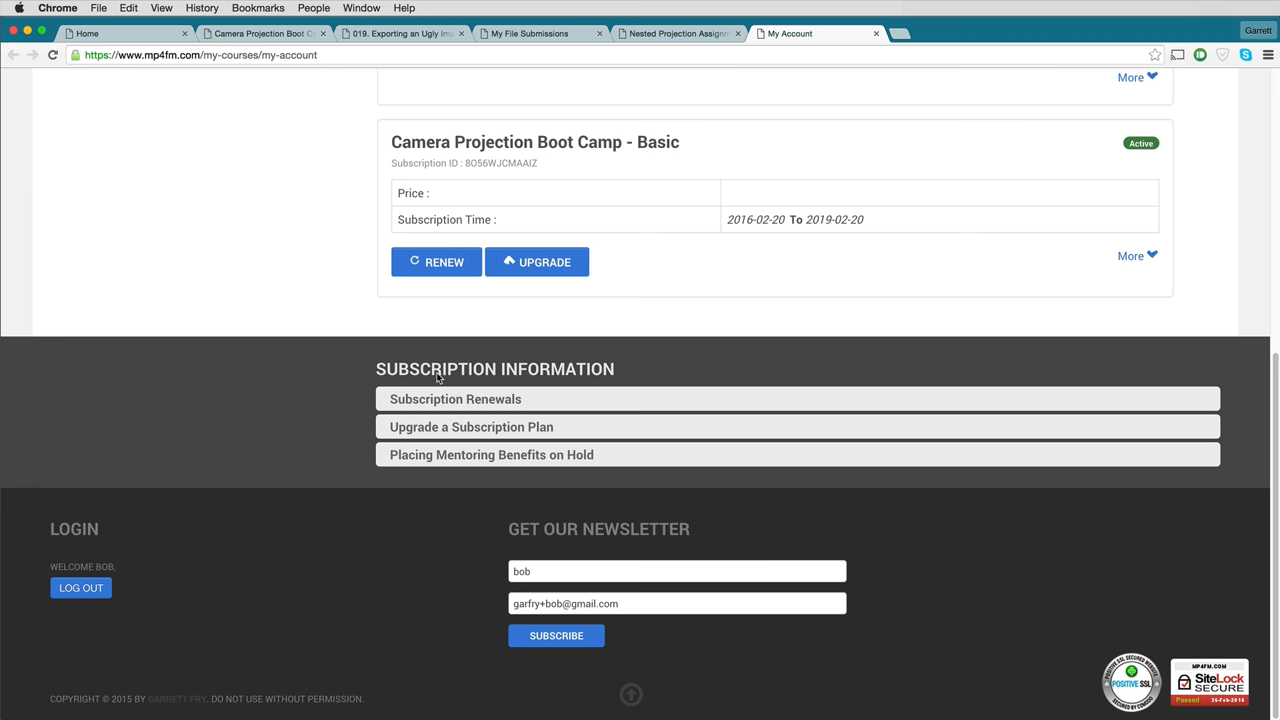 Chrome File Edit View History Bookmarks People Window Help
Home
Camera Projection Boot C
019. Exporting an Ugly Im
My File Submissions
Nested Projection Assignm
My Account
Garrett
https://www.mp4fm.com/my-courses/my-account
More
Camera Projection Boot Camp - Basic
Active
Subscription ID : 8O56WJCMAAIZ
Price :
Subscription Time :
2016-02-20 To 2019-02-20
RENEW
UPGRADE
More
SUBSCRIPTION INFORMATION
Subscription Renewals
Upgrade a Subscription Plan
Placing Mentoring Benefits on Hold
LOGIN
GET OUR NEWSLETTER
WELCOME BOB,
LOG OUT
bob
garfry+bob@gmail.com
SUBSCRIBE
COPYRIGHT © 2015 BY GARRETT FRY. DO NOT USE WITHOUT PERMISSION.
POSITIVE SSL
MP4FM.COM
SiteLock
SECURE
Passed 26-Feb-2016